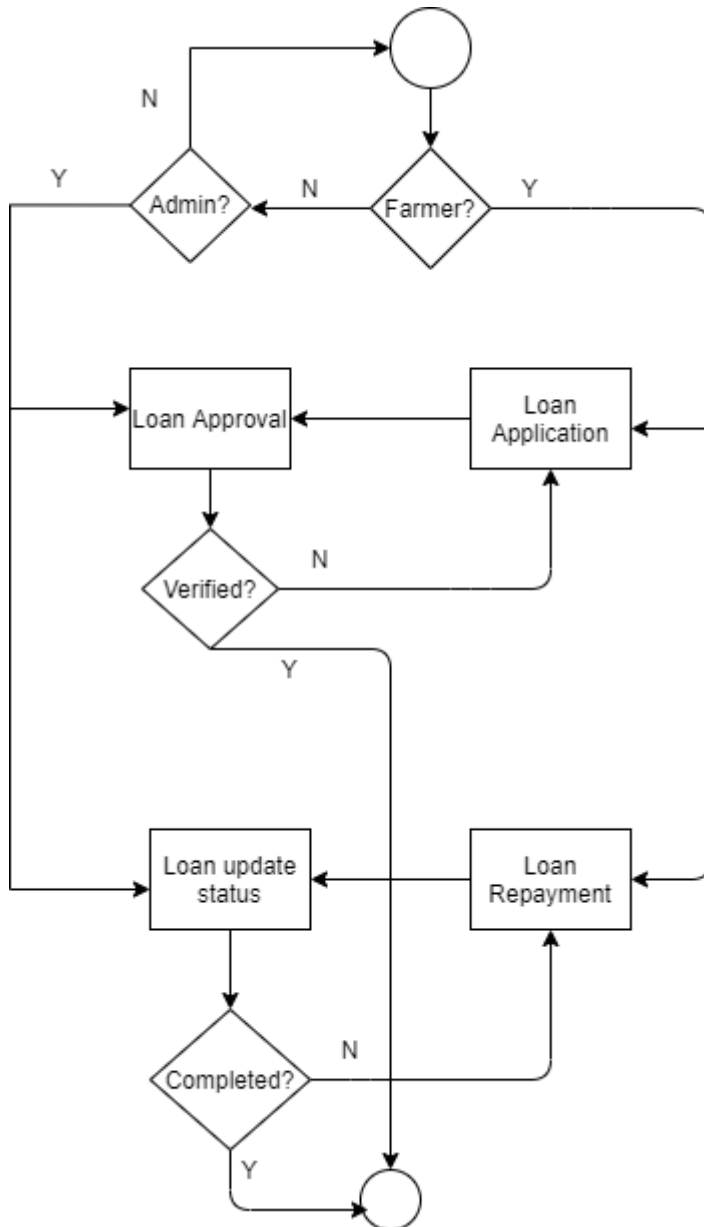 N
Y
Admin?
N
Farmer?
Y
Loan Approval
Loan
Application
Verified?
N
Y
Loan update
status
Loan
Repayment
Completed?
N
Y